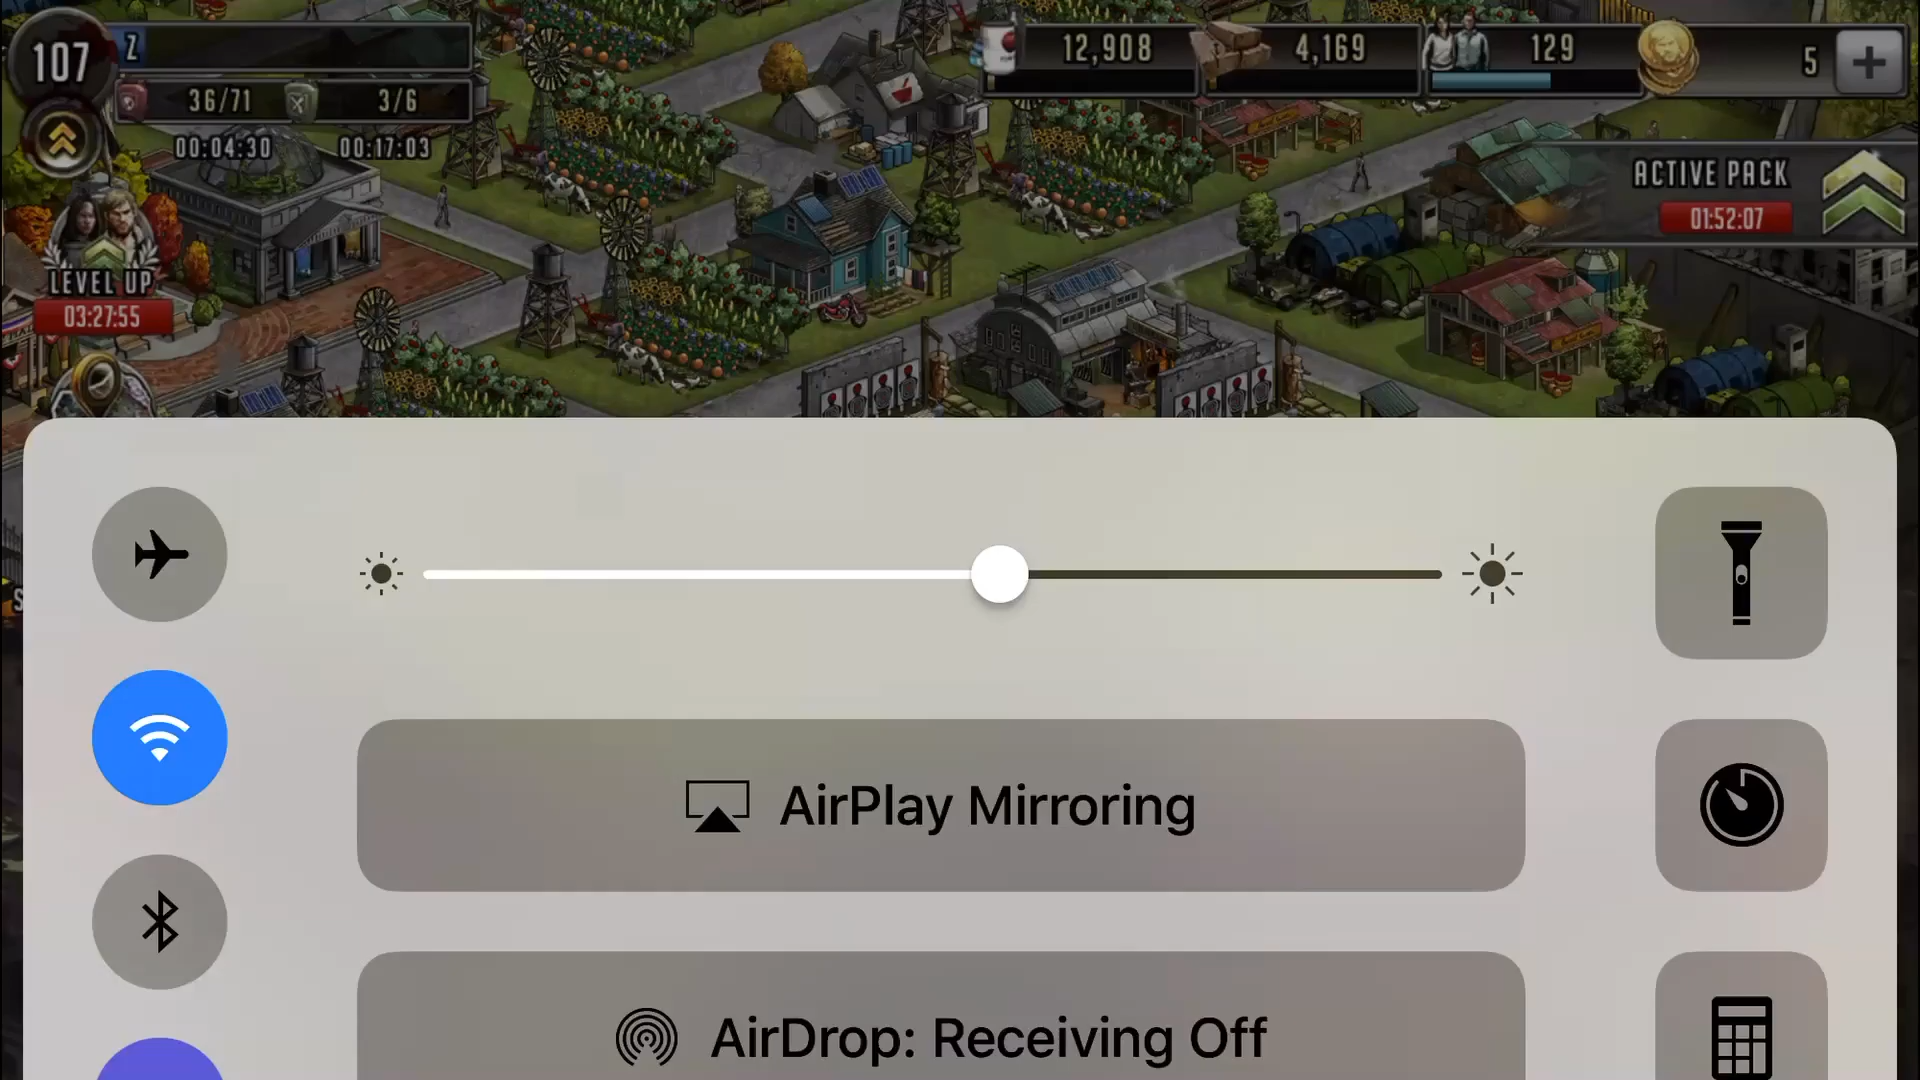 107
Z
12,908
4,169
129
5
36/71
3/6
00:04:30
00:17:03
ACTIVE PACK
01:52:07
LEVEL UP
03:27:55
AirPlay Mirroring
AirDrop: Receiving Off